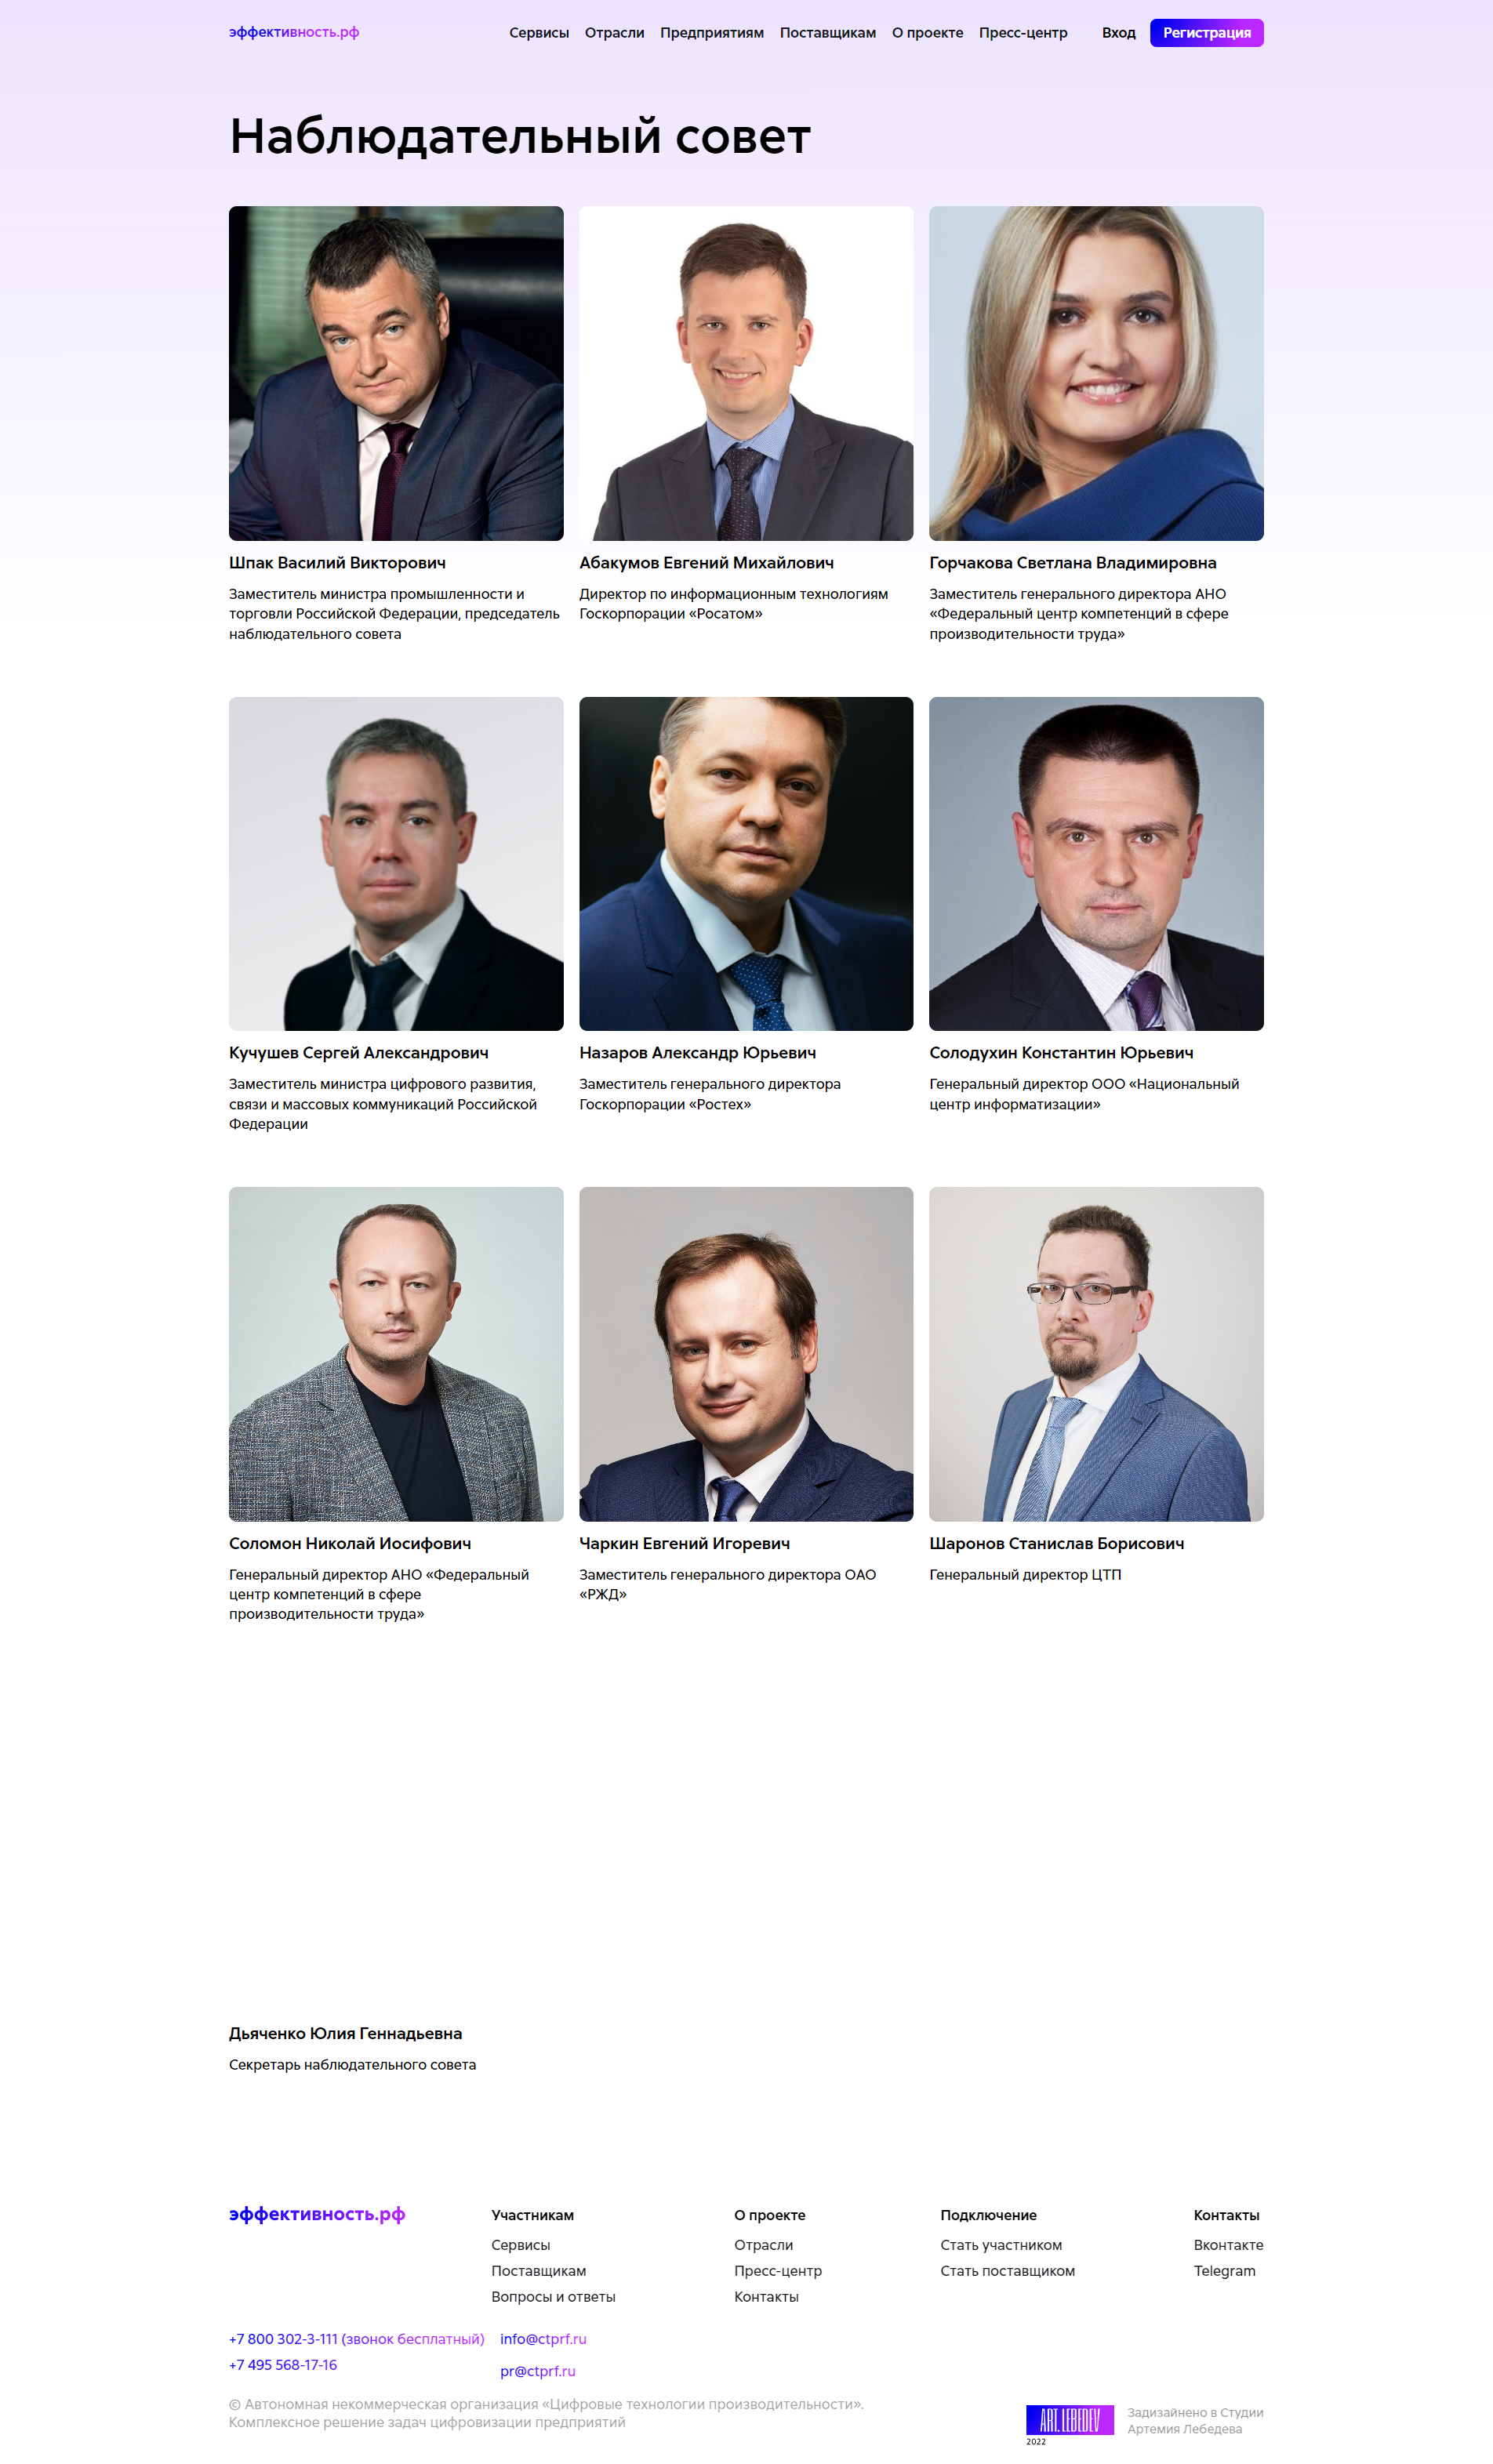 эффективность.рф
Сервисы Отрасли Предприятиям Поставщикам О проекте Пресс-центр Вход Регистрация
Наблюдательный совет
Шпак Василий Викторович
Заместитель министра промышленности и
торговли Российской Федерации, председатель
наблюдательного совета
Абакумов Евгений Михайлович
Директор по информационным технологиям
Госкорпорации «Росатом»
Горчакова Светлана Владимировна
Заместитель генерального директора АНО
«Федеральный центр компетенций в сфере
производительности труда»
Кучушев Сергей Александрович
Заместитель министра цифрового развития,
связи и массовых коммуникаций Российской
Федерации
Назаров Александр Юрьевич
Заместитель генерального директора
Госкорпорации «Ростех»
Солодухин Константин Юрьевич
Генеральный директор ООО «Национальный
центр информатизации»
Соломон Николай Иосифович
Генеральный директор АНО «Федеральный
центр компетенций в сфере
производительности труда»
Чаркин Евгений Игоревич
Заместитель генерального директора ОАО
«РЖД»
Шаронов Станислав Борисович
Генеральный директор ЦТП
Дьяченко Юлия Геннадьевна
Секретарь наблюдательного совета
эффективность.рф
Участникам
Сервисы
Поставщикам
Вопросы и ответы
О проекте
Отрасли
Пресс-центр
Контакты
Подключение
Стать участником
Стать поставщиком
Контакты
Вконтакте
Telegram
+7 800 302-3-111 (звонок бесплатный)
+7 495 568-17-16
info@ctprf.ru
pr@ctprf.ru
© Автономная некоммерческая организация «Цифровые технологии производительности».
Комплексное решение задач цифровизации предприятий
ART. LEBEDEV
2022
Задизайнено в Студии
Артемия Лебедева